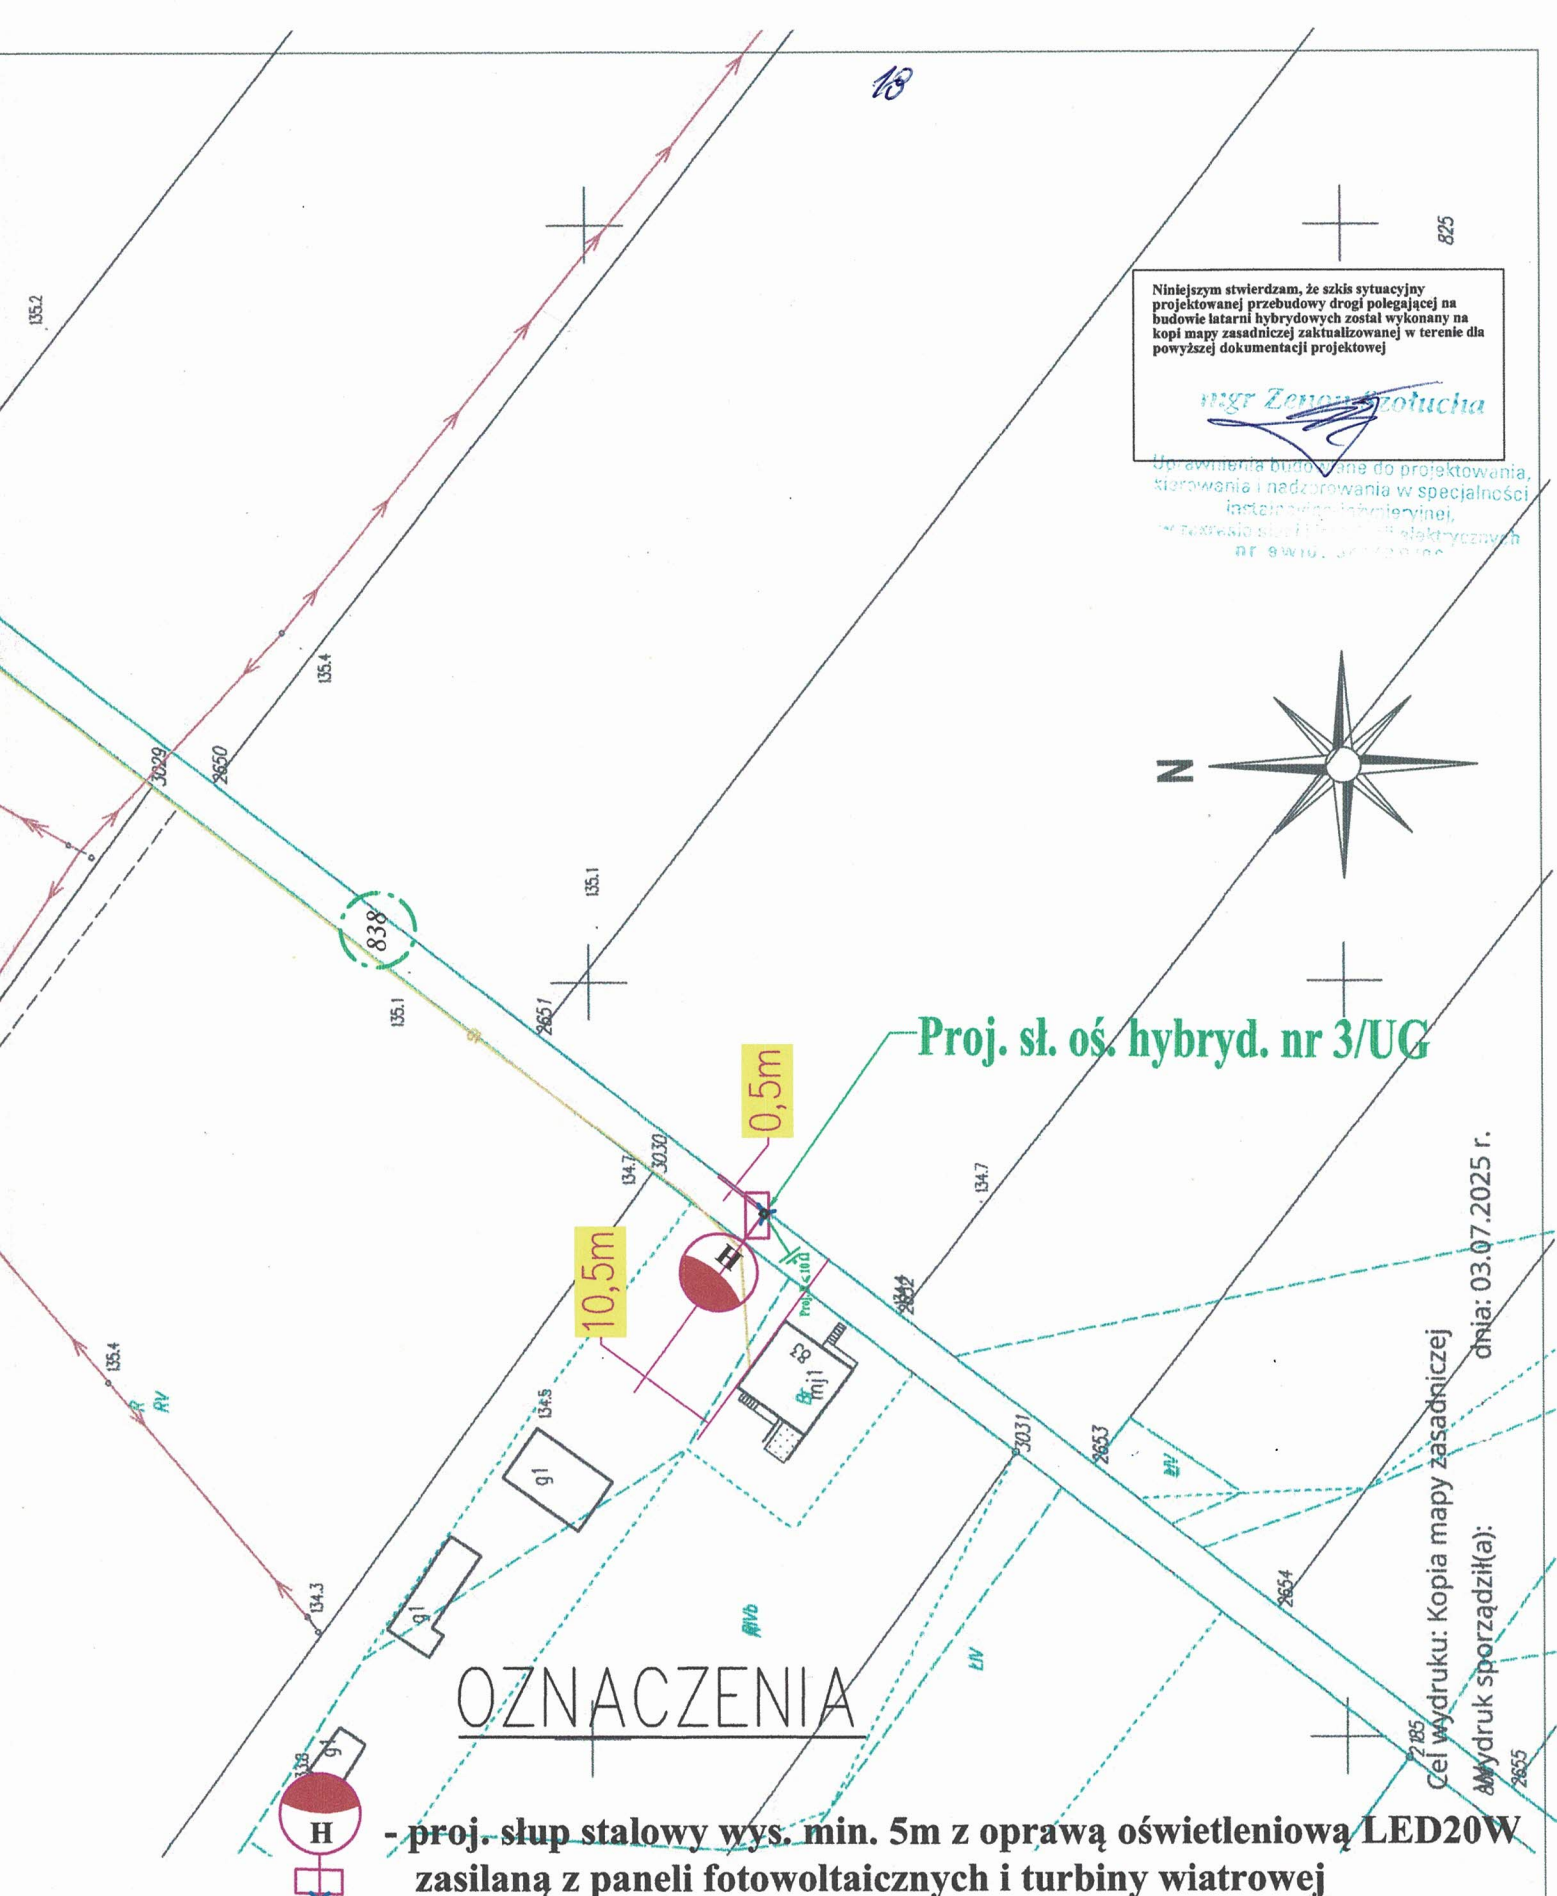 18
135.2
825
Niniejszym stwierdzam, że szkis sytuacyjny
projektowanej przebudowy drogi polegającej na
budowie latarni hybrydowych został wykonany na
kopi mapy zasadniczej zaktualizowanej w terenie dla
powyższej dokumentacji projektowej
mgr Zenon
Uprawnienia budowlane do projektowania,
kierowania i nadzorowania w specjalności
elektrycznych
135.4
3029
2650
N
838
135.1
135.1
2651
Proj. sł. oś. hybryd. nr 3/UG
0,5m
134.7
3030
134.7
10,5m
H
83
mj1
135.4
R
RV
134.5
g1
3031
2653
ŁIV
g1
134.3
2654
ŁIV
OZNACZENIA
g1
2185
2655
Cel wydruku: Kopia mapy zasadniczej
Wydruk sporządził(a):
dnia: 03.07.2025 r.
H
- proj. słup stalowy wys. min. 5m z oprawą oświetleniową LED20W
zasilaną z paneli fotowoltaicznych i turbiny wiatrowej